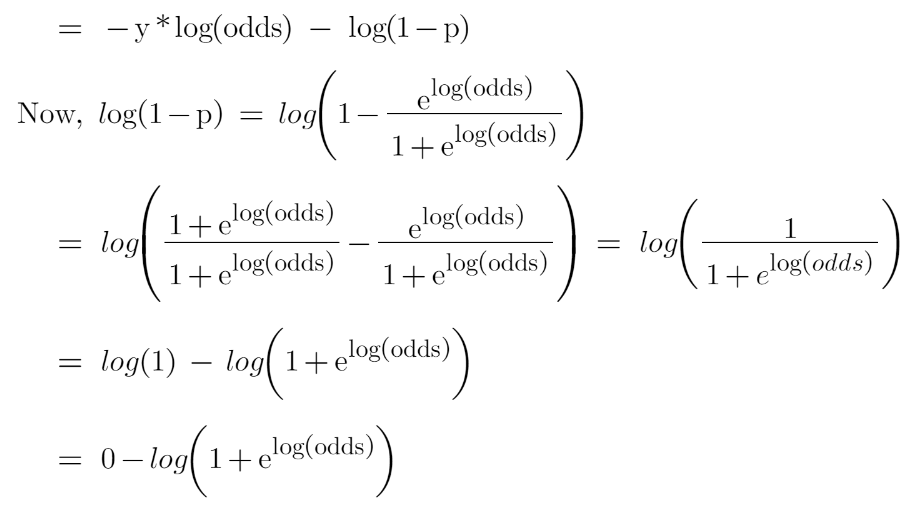 = −y*log(odds) − log(1−p)
Now, log(1−p) = log(1− e^log(odds) / (1+e^log(odds)))
= log((1+e^log(odds)) / (1+e^log(odds)) − e^log(odds) / (1+e^log(odds))) = log(1 / (1+e^log(odds)))
= log(1) − log(1+e^log(odds))
= 0−log(1+e^log(odds))